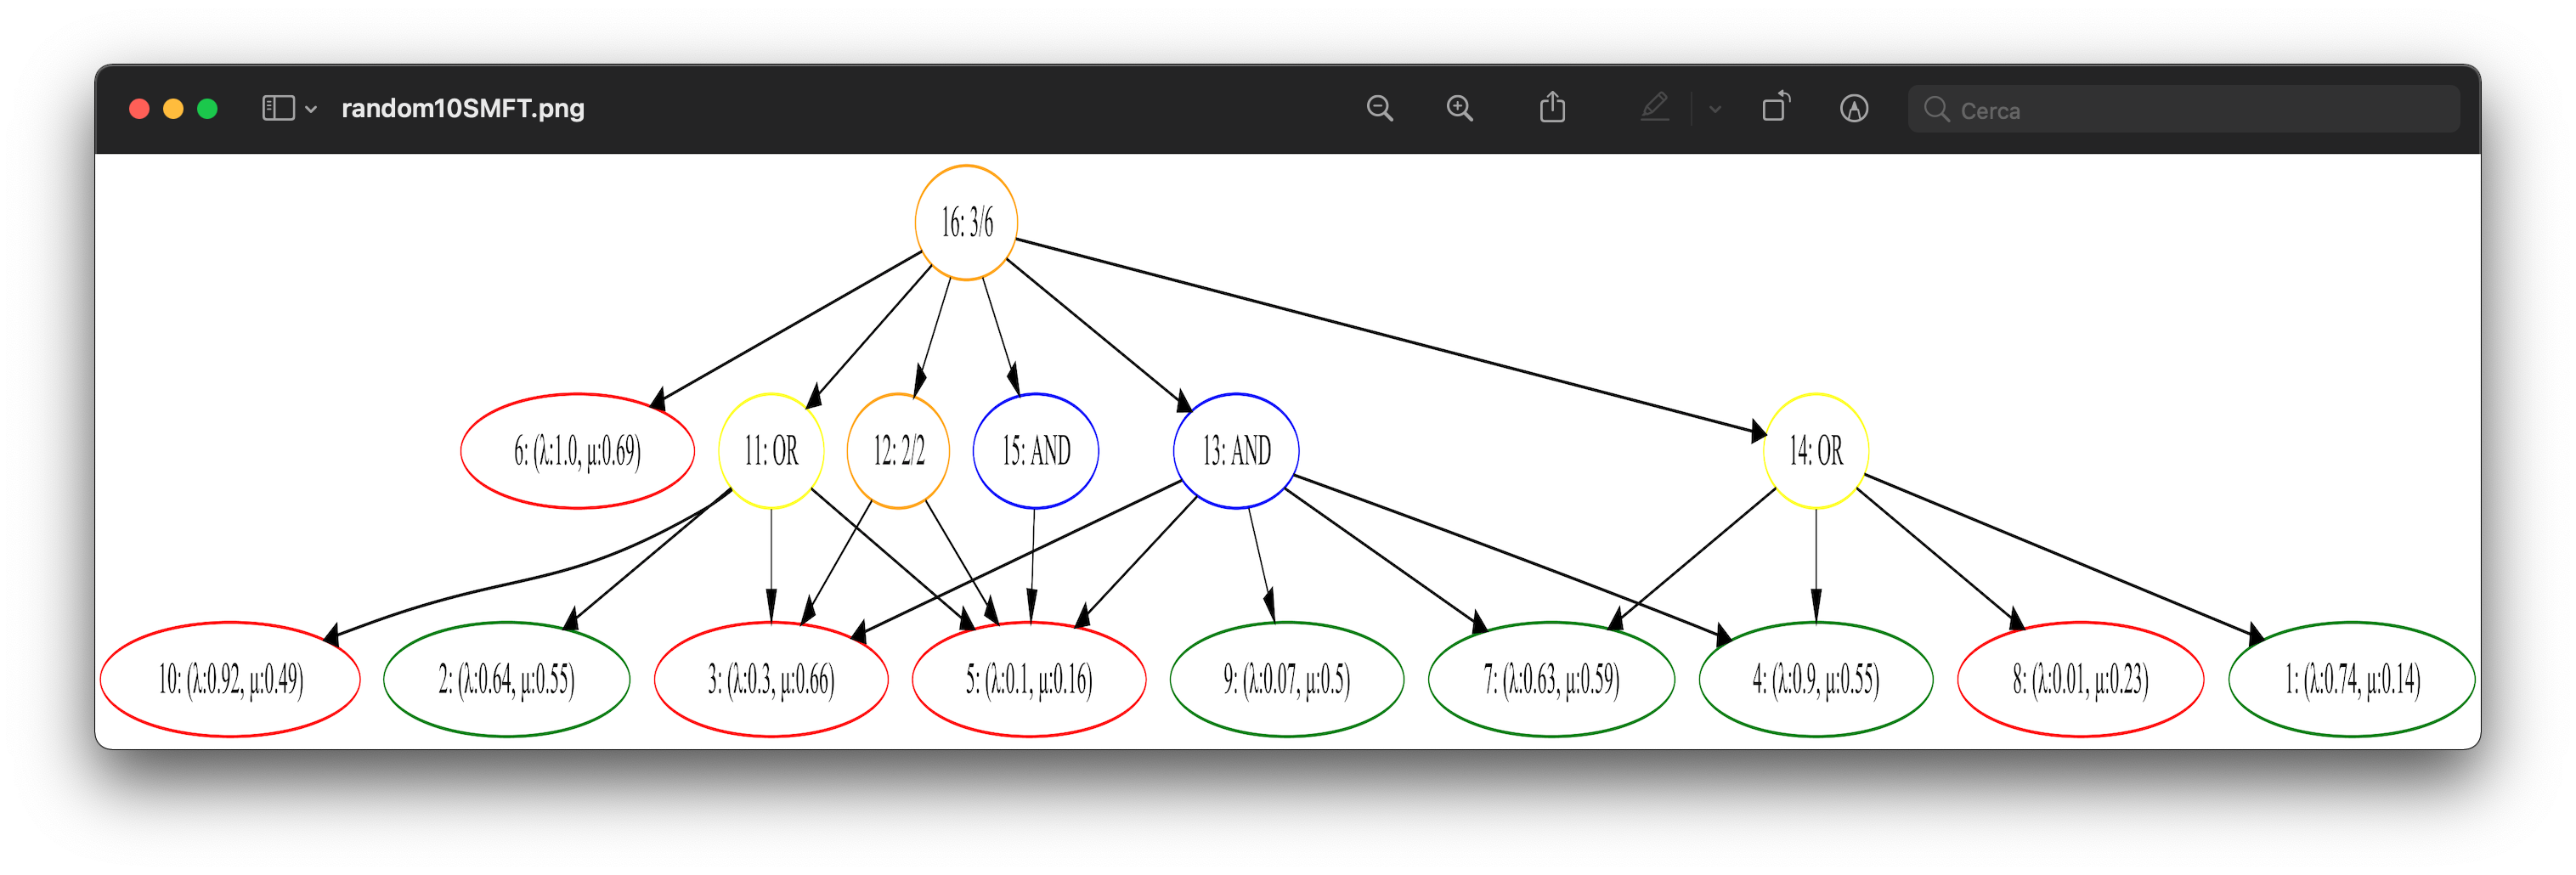 random10SMFT.png
Cerca
16: 3/6
6: (λ:1.0, μ:0.69)
11: OR
12: 2/2
15: AND
13: AND
14: OR
10: (λ:0.92, μ:0.49)
2: (λ:0.64, μ:0.55)
3: (λ:0.3, μ:0.66)
5: (λ:0.1, μ:0.16)
9: (λ:0.07, μ:0.5)
7: (λ:0.63, μ:0.59)
4: (λ:0.9, μ:0.55)
8: (λ:0.01, μ:0.23)
1: (λ:0.74, μ:0.14)